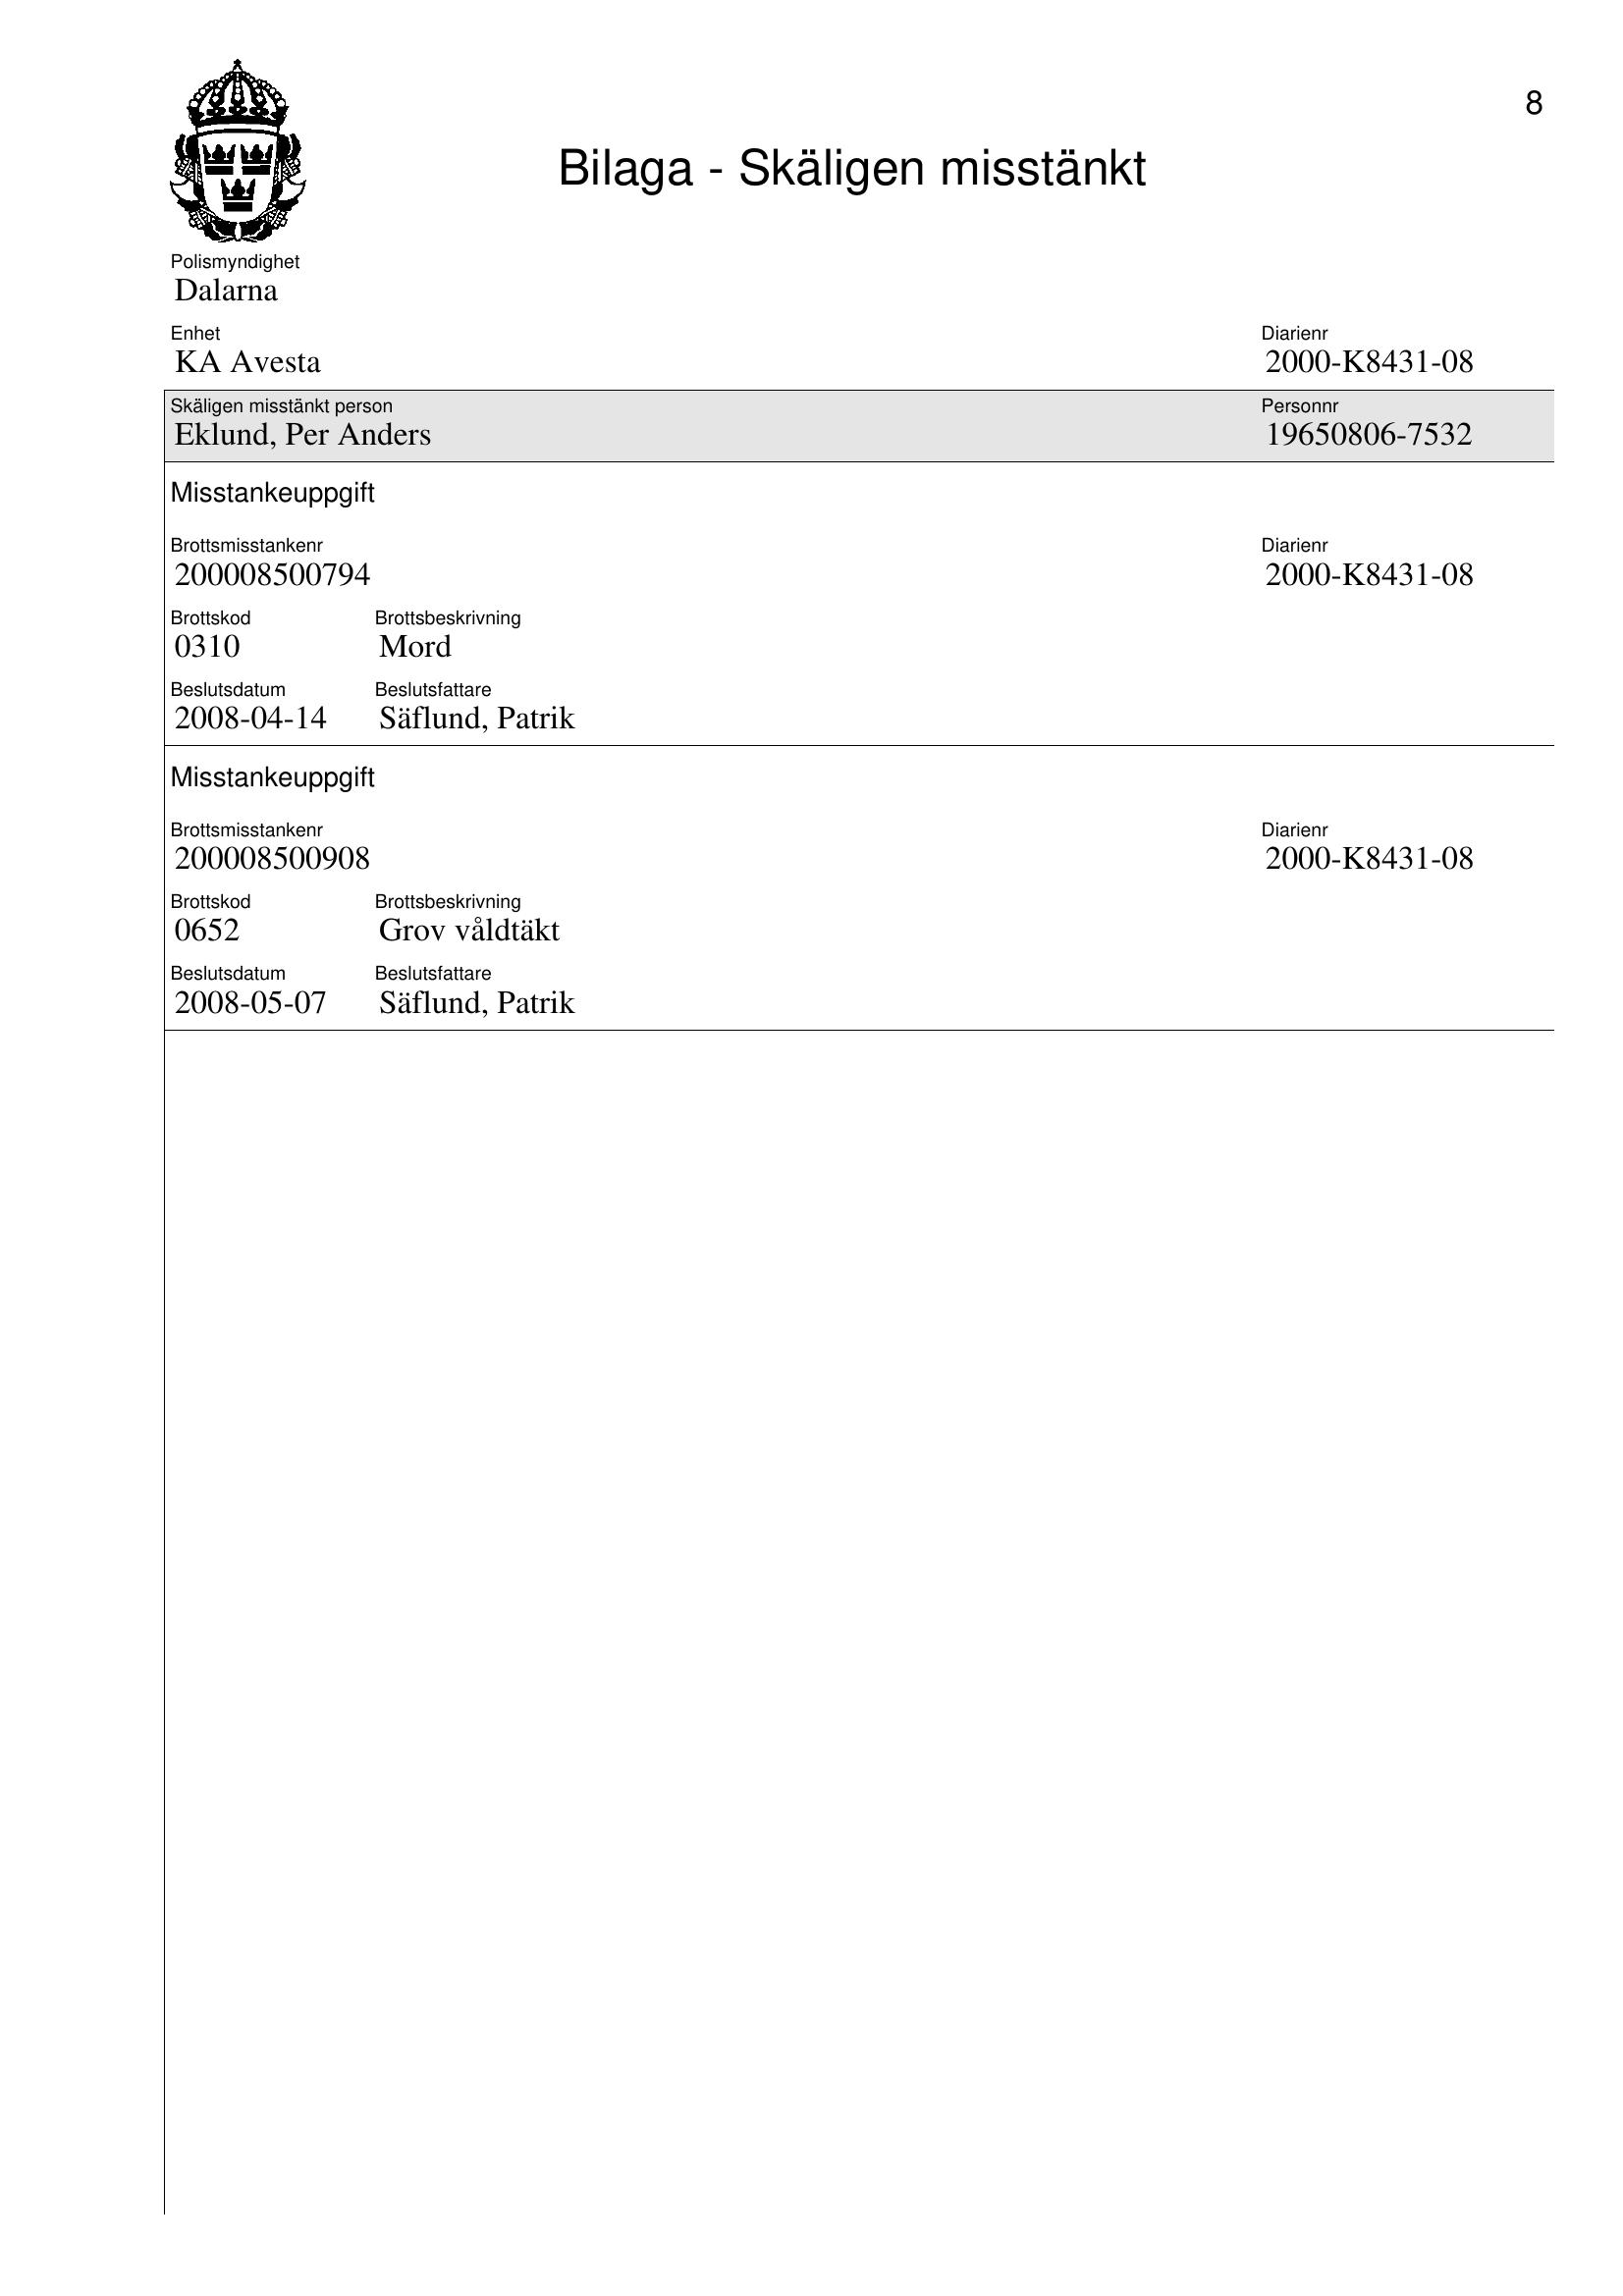 8
Bilaga - Skäligen misstänkt
Polismyndighet
Dalarna
Enhet Diarienr
KA Avesta 2000-K8431-08
Skäligen misstänkt person Personnr
Eklund, Per Anders 19650806-7532
Misstankeuppgift
Brottsmisstankenr Diarienr
200008500794 2000-K8431-08
Brottskod Brottsbeskrivning
0310 Mord
Beslutsdatum Beslutsfattare
2008-04-14 Säflund, Patrik
Misstankeuppgift
Brottsmisstankenr Diarienr
200008500908 2000-K8431-08
Brottskod Brottsbeskrivning
0652 Grov våldtäkt
Beslutsdatum Beslutsfattare
2008-05-07 Säflund, Patrik